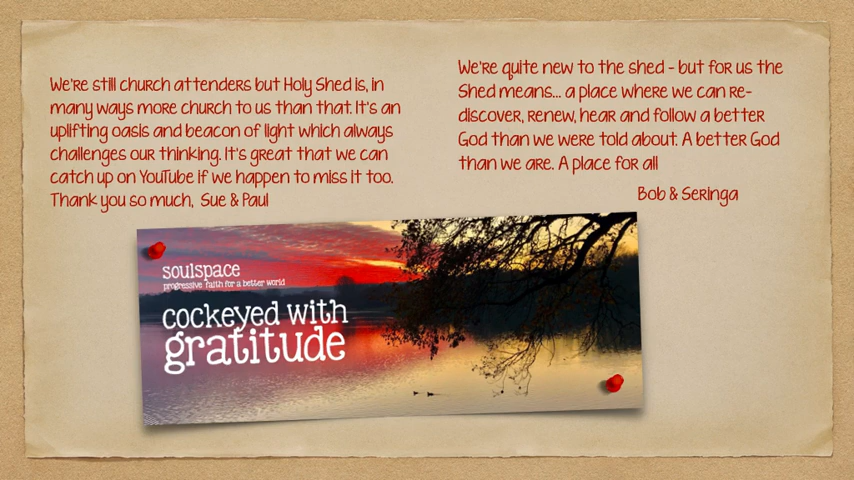 We're still church attenders but Holy Shed is, in
many ways more church to us than that. It's an
uplifting oasis and beacon of light which always
challenges our thinking. It's great that we can
catch up on YouTube if we happen to miss it too.
Thank you so much, Sue & Paul
We're quite new to the shed - but for us the
Shed means... a place where we can re-
discover, renew, hear and follow a better
God than we were told about. A better God
than we are. A place for all
Bob & Seringa
soulspace
progressive faith for a better world
cockeyed with
gratitude